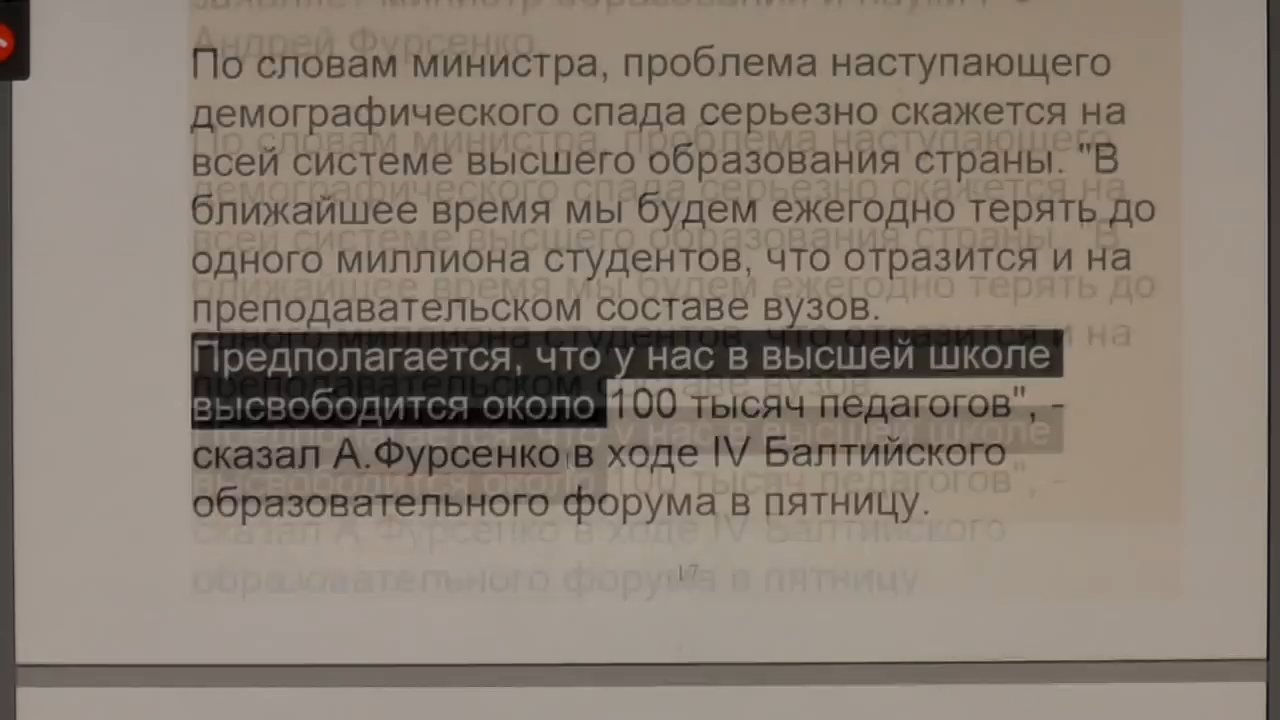 Андрей Фурсенко.
По словам министра, проблема наступающего
демографического спада серьезно скажется на
всей системе высшего образования страны. "В
ближайшее время мы будем ежегодно терять до
одного миллиона студентов, что отразится и на
преподавательском составе вузов.
Предполагается, что у нас в высшей школе
высвободится около 100 тысяч педагогов", -
сказал А.Фурсенко в ходе IV Балтийского
образовательного форума в пятницу.
17